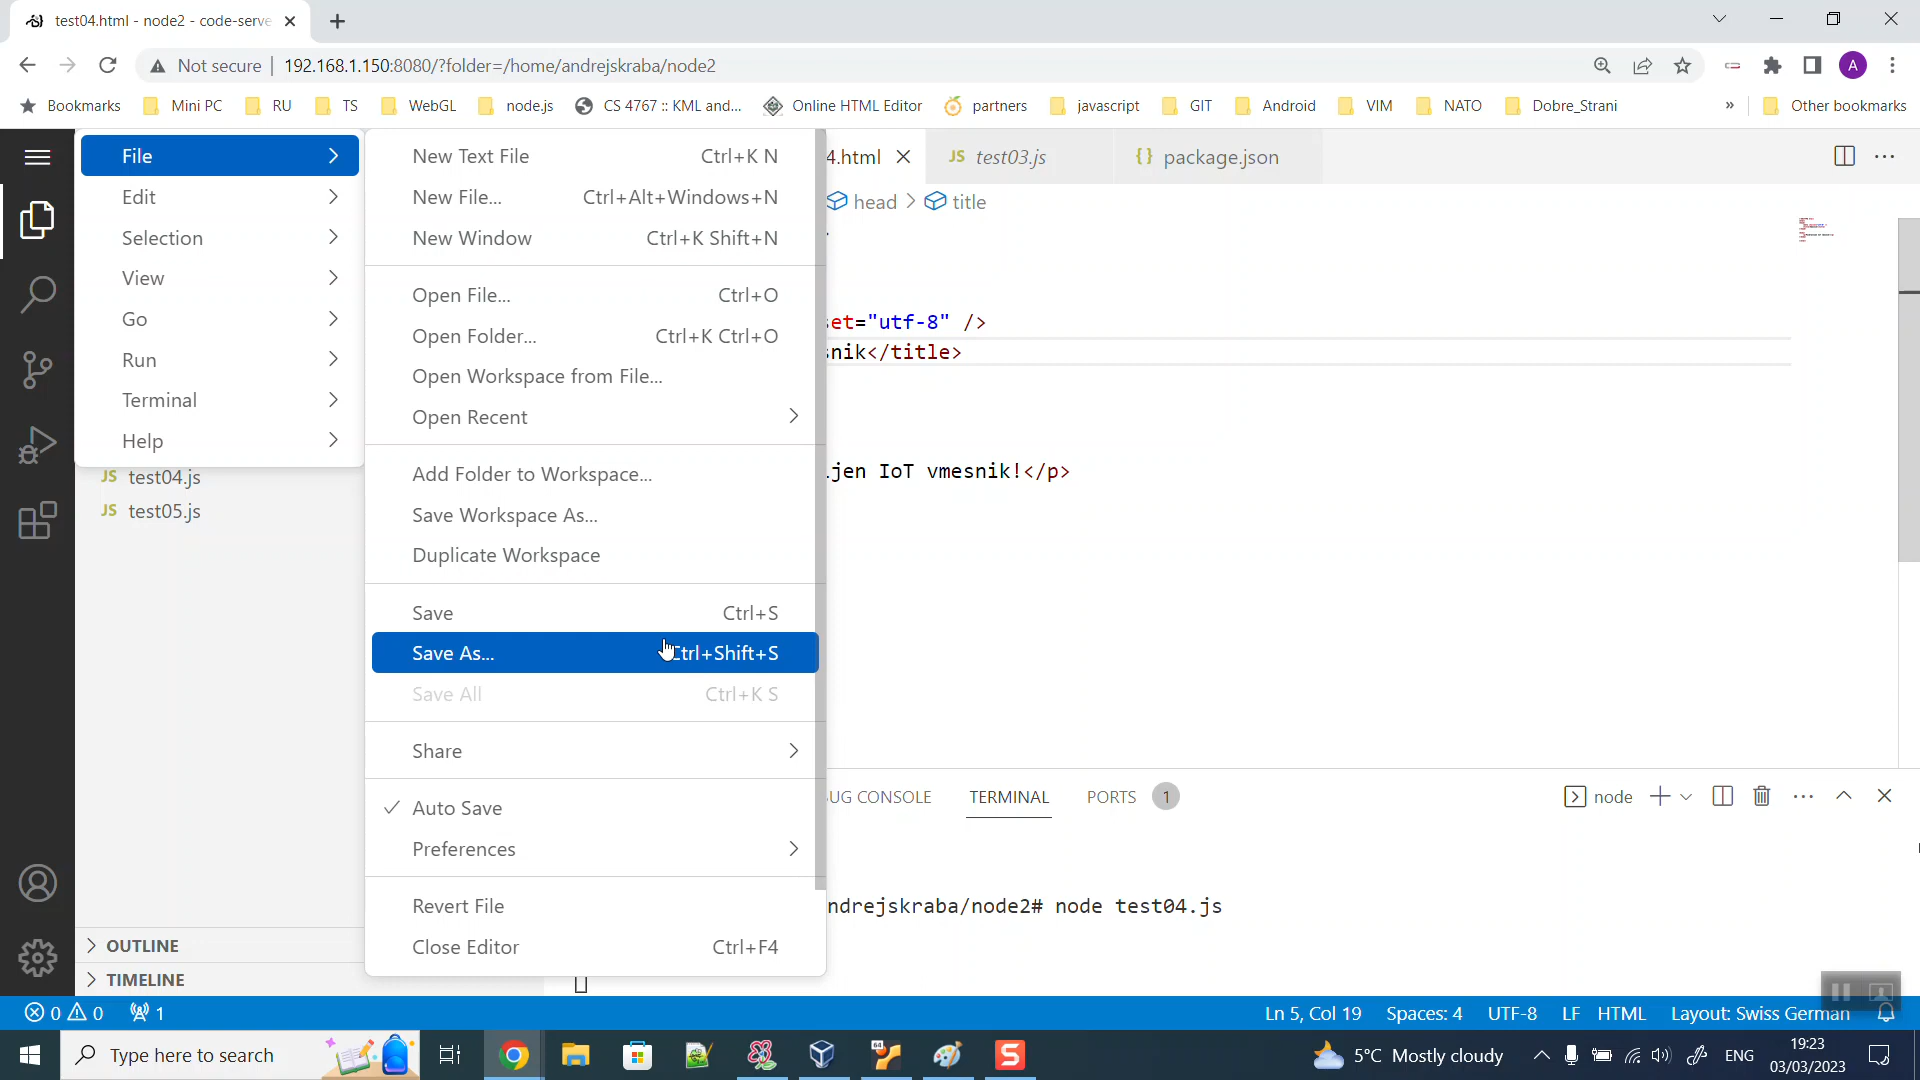 test04.html - node2 - code-serve
Not secure
192.168.1.150:8080/?folder=/home/andrejskraba/node2
A
Bookmarks
Mini PC
RU
TS
WebGL
node.js
CS 4767 :: KML and...
Online HTML Editor
partners
javascript
GIT
Android
VIM
NATO
Dobre_Strani
»
Other bookmarks
File
Edit
Selection
View
Go
Run
Terminal
Help
New Text File Ctrl+K N
New File... Ctrl+Alt+Windows+N
New Window Ctrl+K Shift+N
Open File... Ctrl+O
Open Folder... Ctrl+K Ctrl+O
Open Workspace from File...
Open Recent
Add Folder to Workspace...
Save Workspace As...
Duplicate Workspace
Save Ctrl+S
Save As... Ctrl+Shift+S
Save All Ctrl+K S
Share
Auto Save
Preferences
Revert File
Close Editor Ctrl+F4
4.html
JS test03.js
{} package.json
head > title
set="utf-8" />
snik</title>
ljen IoT vmesnik!</p>
JS test04.js
JS test05.js
OUTLINE
TIMELINE
UG CONSOLE
TERMINAL
PORTS 1
node
ndrejskraba/node2# node test04.js
0 0 1
Ln 5, Col 19
Spaces: 4
UTF-8
LF
HTML
Layout: Swiss German
Type here to search
64
S
5°C Mostly cloudy
ENG
19:23
03/03/2023